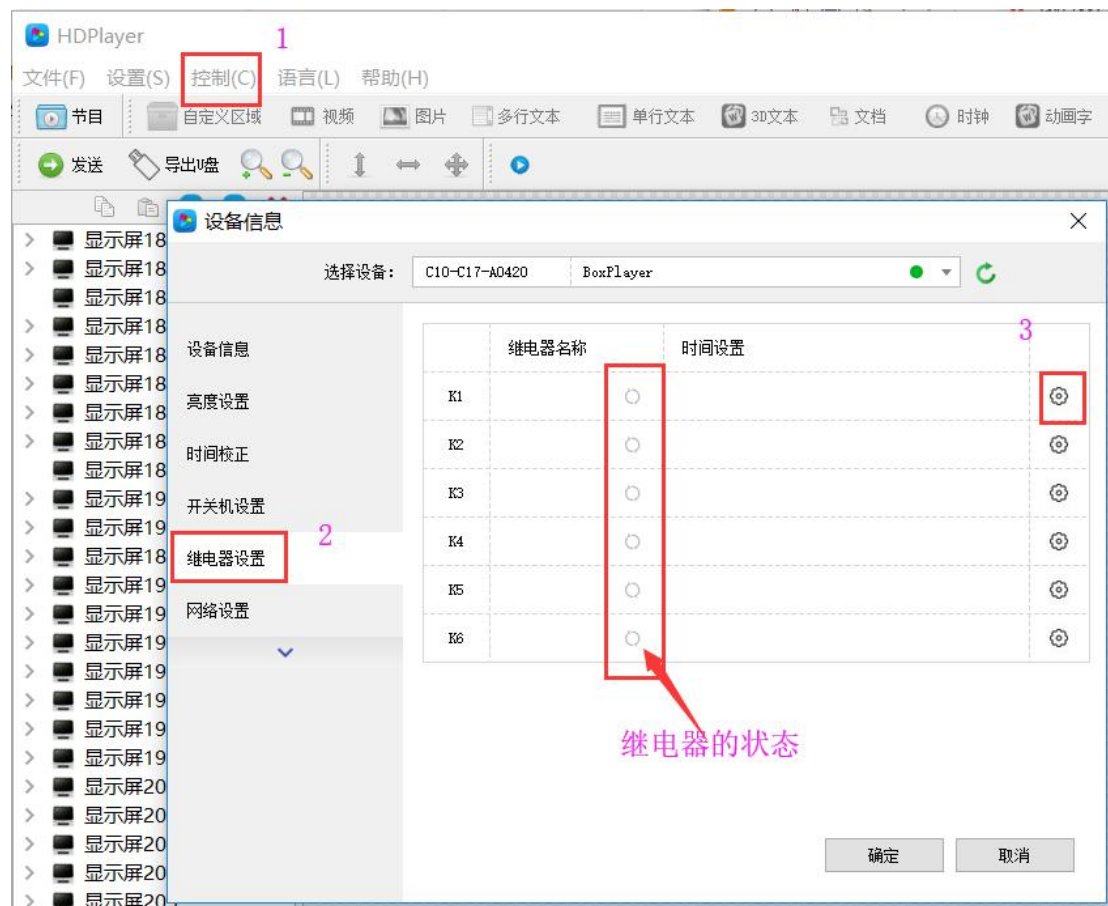 HDPlayer
1
文件(F) 设置(S) 控制(C) 语言(L) 帮助(H)
节目 自定义区域 视频 图片 多行文本 单行文本 3D文本 文档 时钟 动画字
发送 导出U盘
设备信息
显示屏18
显示屏18
显示屏18
显示屏18
显示屏18
显示屏18
显示屏18
显示屏18
显示屏18
显示屏19
显示屏19
显示屏18
显示屏19
显示屏19
显示屏19
显示屏19
显示屏19
显示屏19
显示屏19
显示屏20
显示屏20
显示屏20
显示屏20
显示屏20
选择设备: C10-C17-A0420 BoxPlayer
设备信息
亮度设置
时间校正
开关机设置
继电器设置
2
网络设置
继电器名称 时间设置
3
K1
K2
K3
K4
K5
K6
继电器的状态
确定 取消